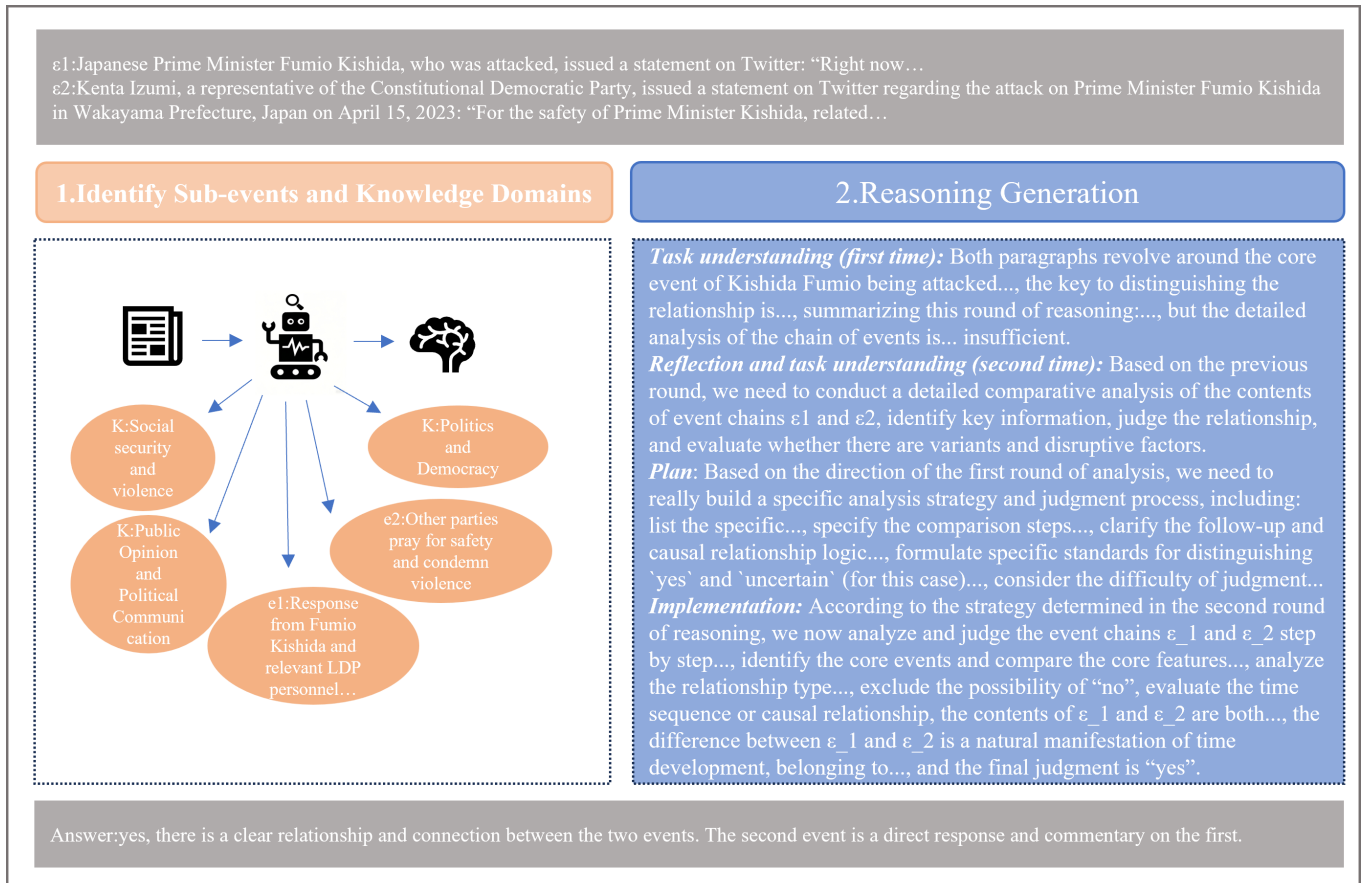 ε1:Japanese Prime Minister Fumio Kishida, who was attacked, issued a statement on Twitter: “Right now…
ε2:Kenta Izumi, a representative of the Constitutional Democratic Party, issued a statement on Twitter regarding the attack on Prime Minister Fumio Kishida
in Wakayama Prefecture, Japan on April 15, 2023: “For the safety of Prime Minister Kishida, related…
1.Identify Sub-events and Knowledge Domains
K:Social
security
and
violence
K:Politics
and
Democracy
K:Public
Opinion
and
Political
Communi
cation
e2:Other parties
pray for safety
and condemn
violence
e1:Response
from Fumio
Kishida and
relevant LDP
personnel…
2.Reasoning Generation
Task understanding (first time): Both paragraphs revolve around the core
event of Kishida Fumio being attacked..., the key to distinguishing the
relationship is..., summarizing this round of reasoning:..., but the detailed
analysis of the chain of events is... insufficient.
Reflection and task understanding (second time): Based on the previous
round, we need to conduct a detailed comparative analysis of the contents
of event chains ε1 and ε2, identify key information, judge the relationship,
and evaluate whether there are variants and disruptive factors.
Plan: Based on the direction of the first round of analysis, we need to
really build a specific analysis strategy and judgment process, including:
list the specific..., specify the comparison steps..., clarify the follow-up and
causal relationship logic..., formulate specific standards for distinguishing
`yes` and `uncertain` (for this case)..., consider the difficulty of judgment...
Implementation: According to the strategy determined in the second round
of reasoning, we now analyze and judge the event chains ε_1 and ε_2 step
by step..., identify the core events and compare the core features..., analyze
the relationship type..., exclude the possibility of “no”, evaluate the time
sequence or causal relationship, the contents of ε_1 and ε_2 are both..., the
difference between ε_1 and ε_2 is a natural manifestation of time
development, belonging to..., and the final judgment is “yes”.
Answer:yes, there is a clear relationship and connection between the two events. The second event is a direct response and commentary on the first.